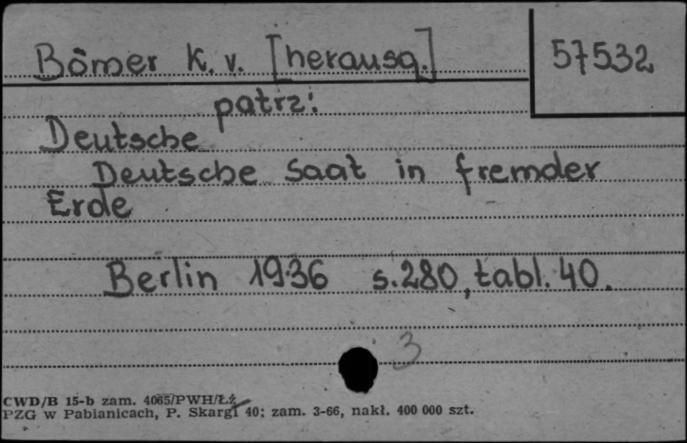 Bömer K. v. [herausg.]
57532
patrz:
Deutsche
Deutsche Saat in fremder
Erde
Berlin 1936 s. 280, tabl. 40.
3
CWD/B 15-b zam. 4065/PWH/Łź
PZG w Pabianicach, P. Skargi 40; zam. 3-66, nakł. 400 000 szt.